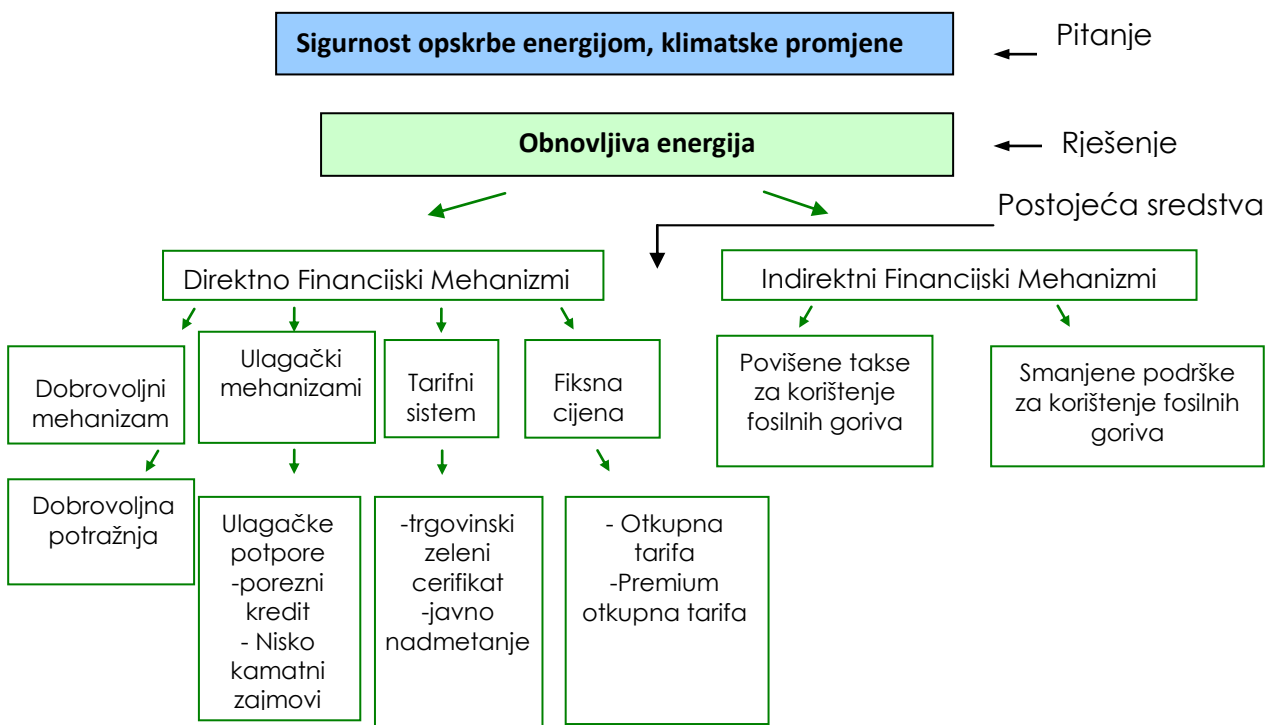 Sigurnost opskrbe energijom, klimatske promjene
Pitanje
Obnovljiva energija
Rješenje
Postojeća sredstva
Direktno Financijski Mehanizmi
Indirektni Financijski Mehanizmi
Dobrovoljni
mehanizam
Ulagački
mehanizami
Tarifni
sistem
Fiksna
cijena
Povišene takse
za korištenje
fosilnih goriva
Smanjene podrške
za korištenje fosilnih
goriva
Dobrovoljna
potražnja
Ulagačke
potpore
-porezni
kredit
- Nisko
kamatni
zajmovi
-trgovinski
zeleni
cerifikat
-javno
nadmetanje
- Otkupna
tarifa
-Premium
otkupna tarifa